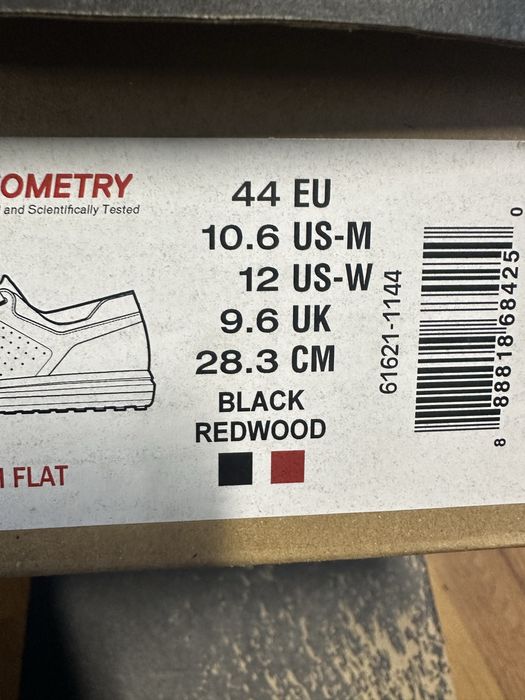 OMETRY
and Scientifically Tested
FLAT
44 EU
10.6 US-M
12 US-W
9.6 UK
28.3 CM
BLACK
REDWOOD
61621-1144
8 88818 68425 0